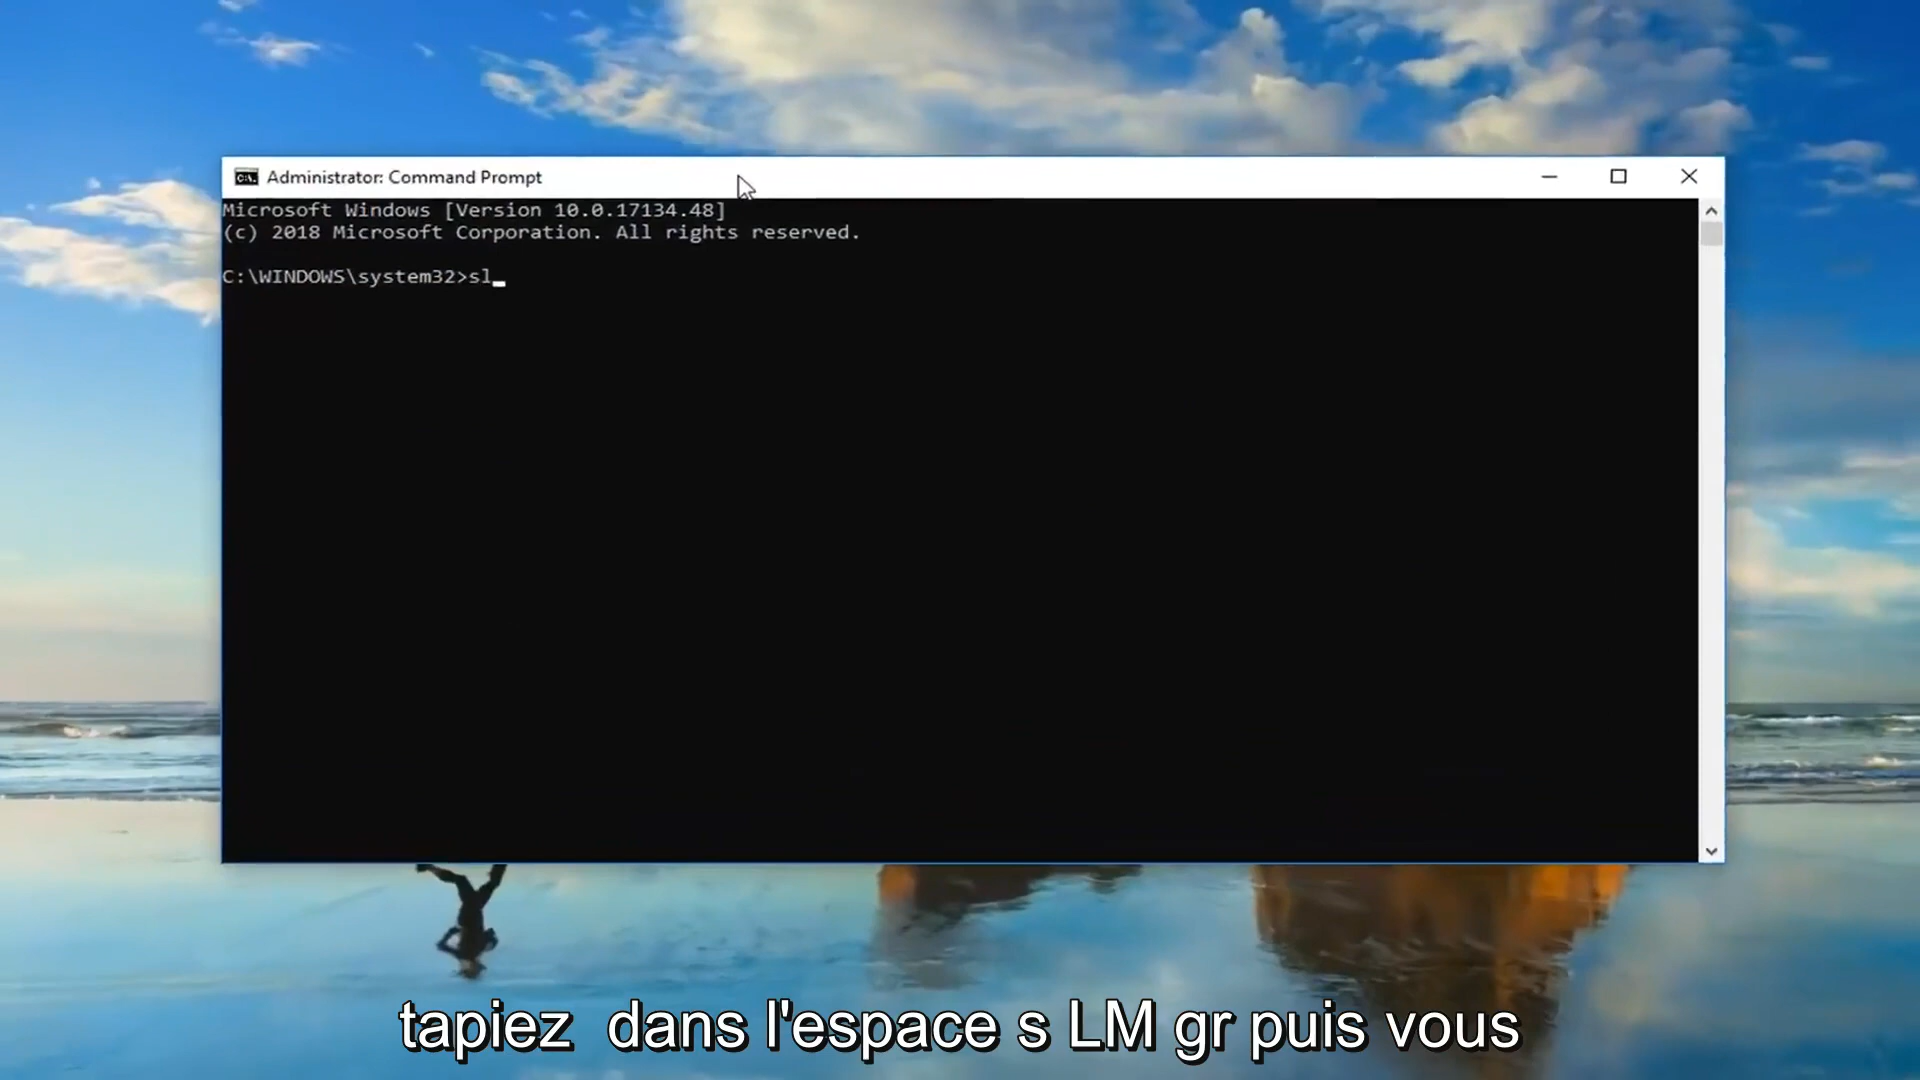 Administrator: Command Prompt
Microsoft Windows [Version 10.0.17134.48]
(c) 2018 Microsoft Corporation. All rights reserved.
C:\WINDOWS\system32>sl
tapiez dans l'espace s LM gr puis vous